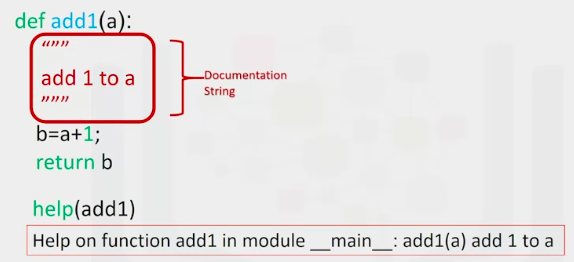 def add1(a):
“””
add 1 to a
”””
Documentation
String
b=a+1;
return b
help(add1)
Help on function add1 in module __main__: add1(a) add 1 to a